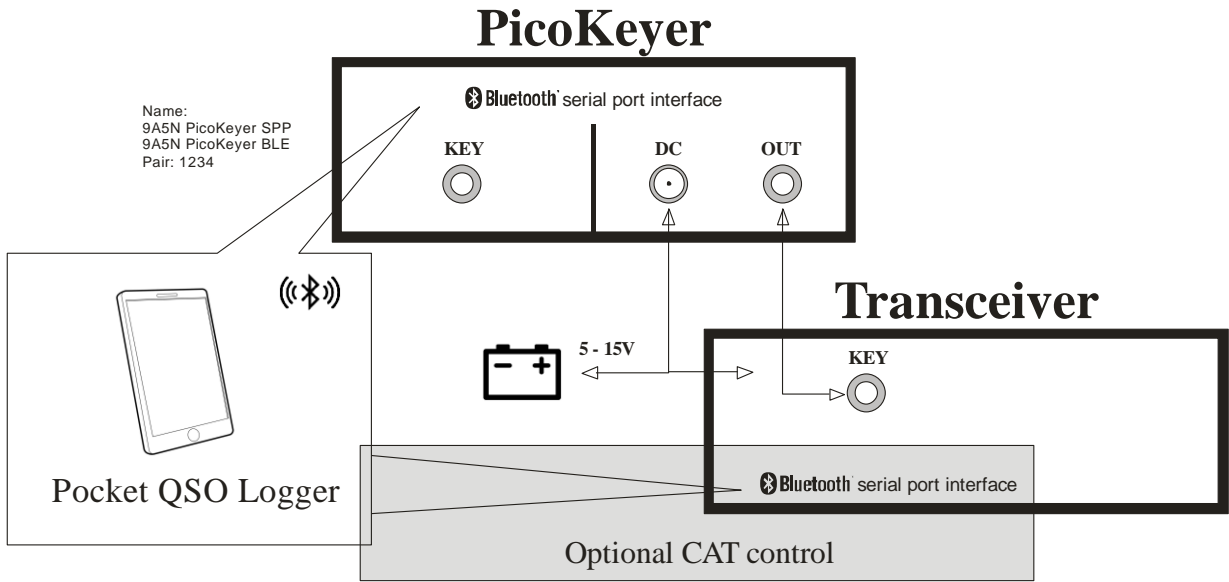 PicoKeyer
Bluetooth serial port interface
Name:
9A5N PicoKeyer SPP
9A5N PicoKeyer BLE
Pair: 1234
KEY
DC
OUT
Transceiver
5 - 15V
KEY
Pocket QSO Logger
Bluetooth serial port interface
Optional CAT control